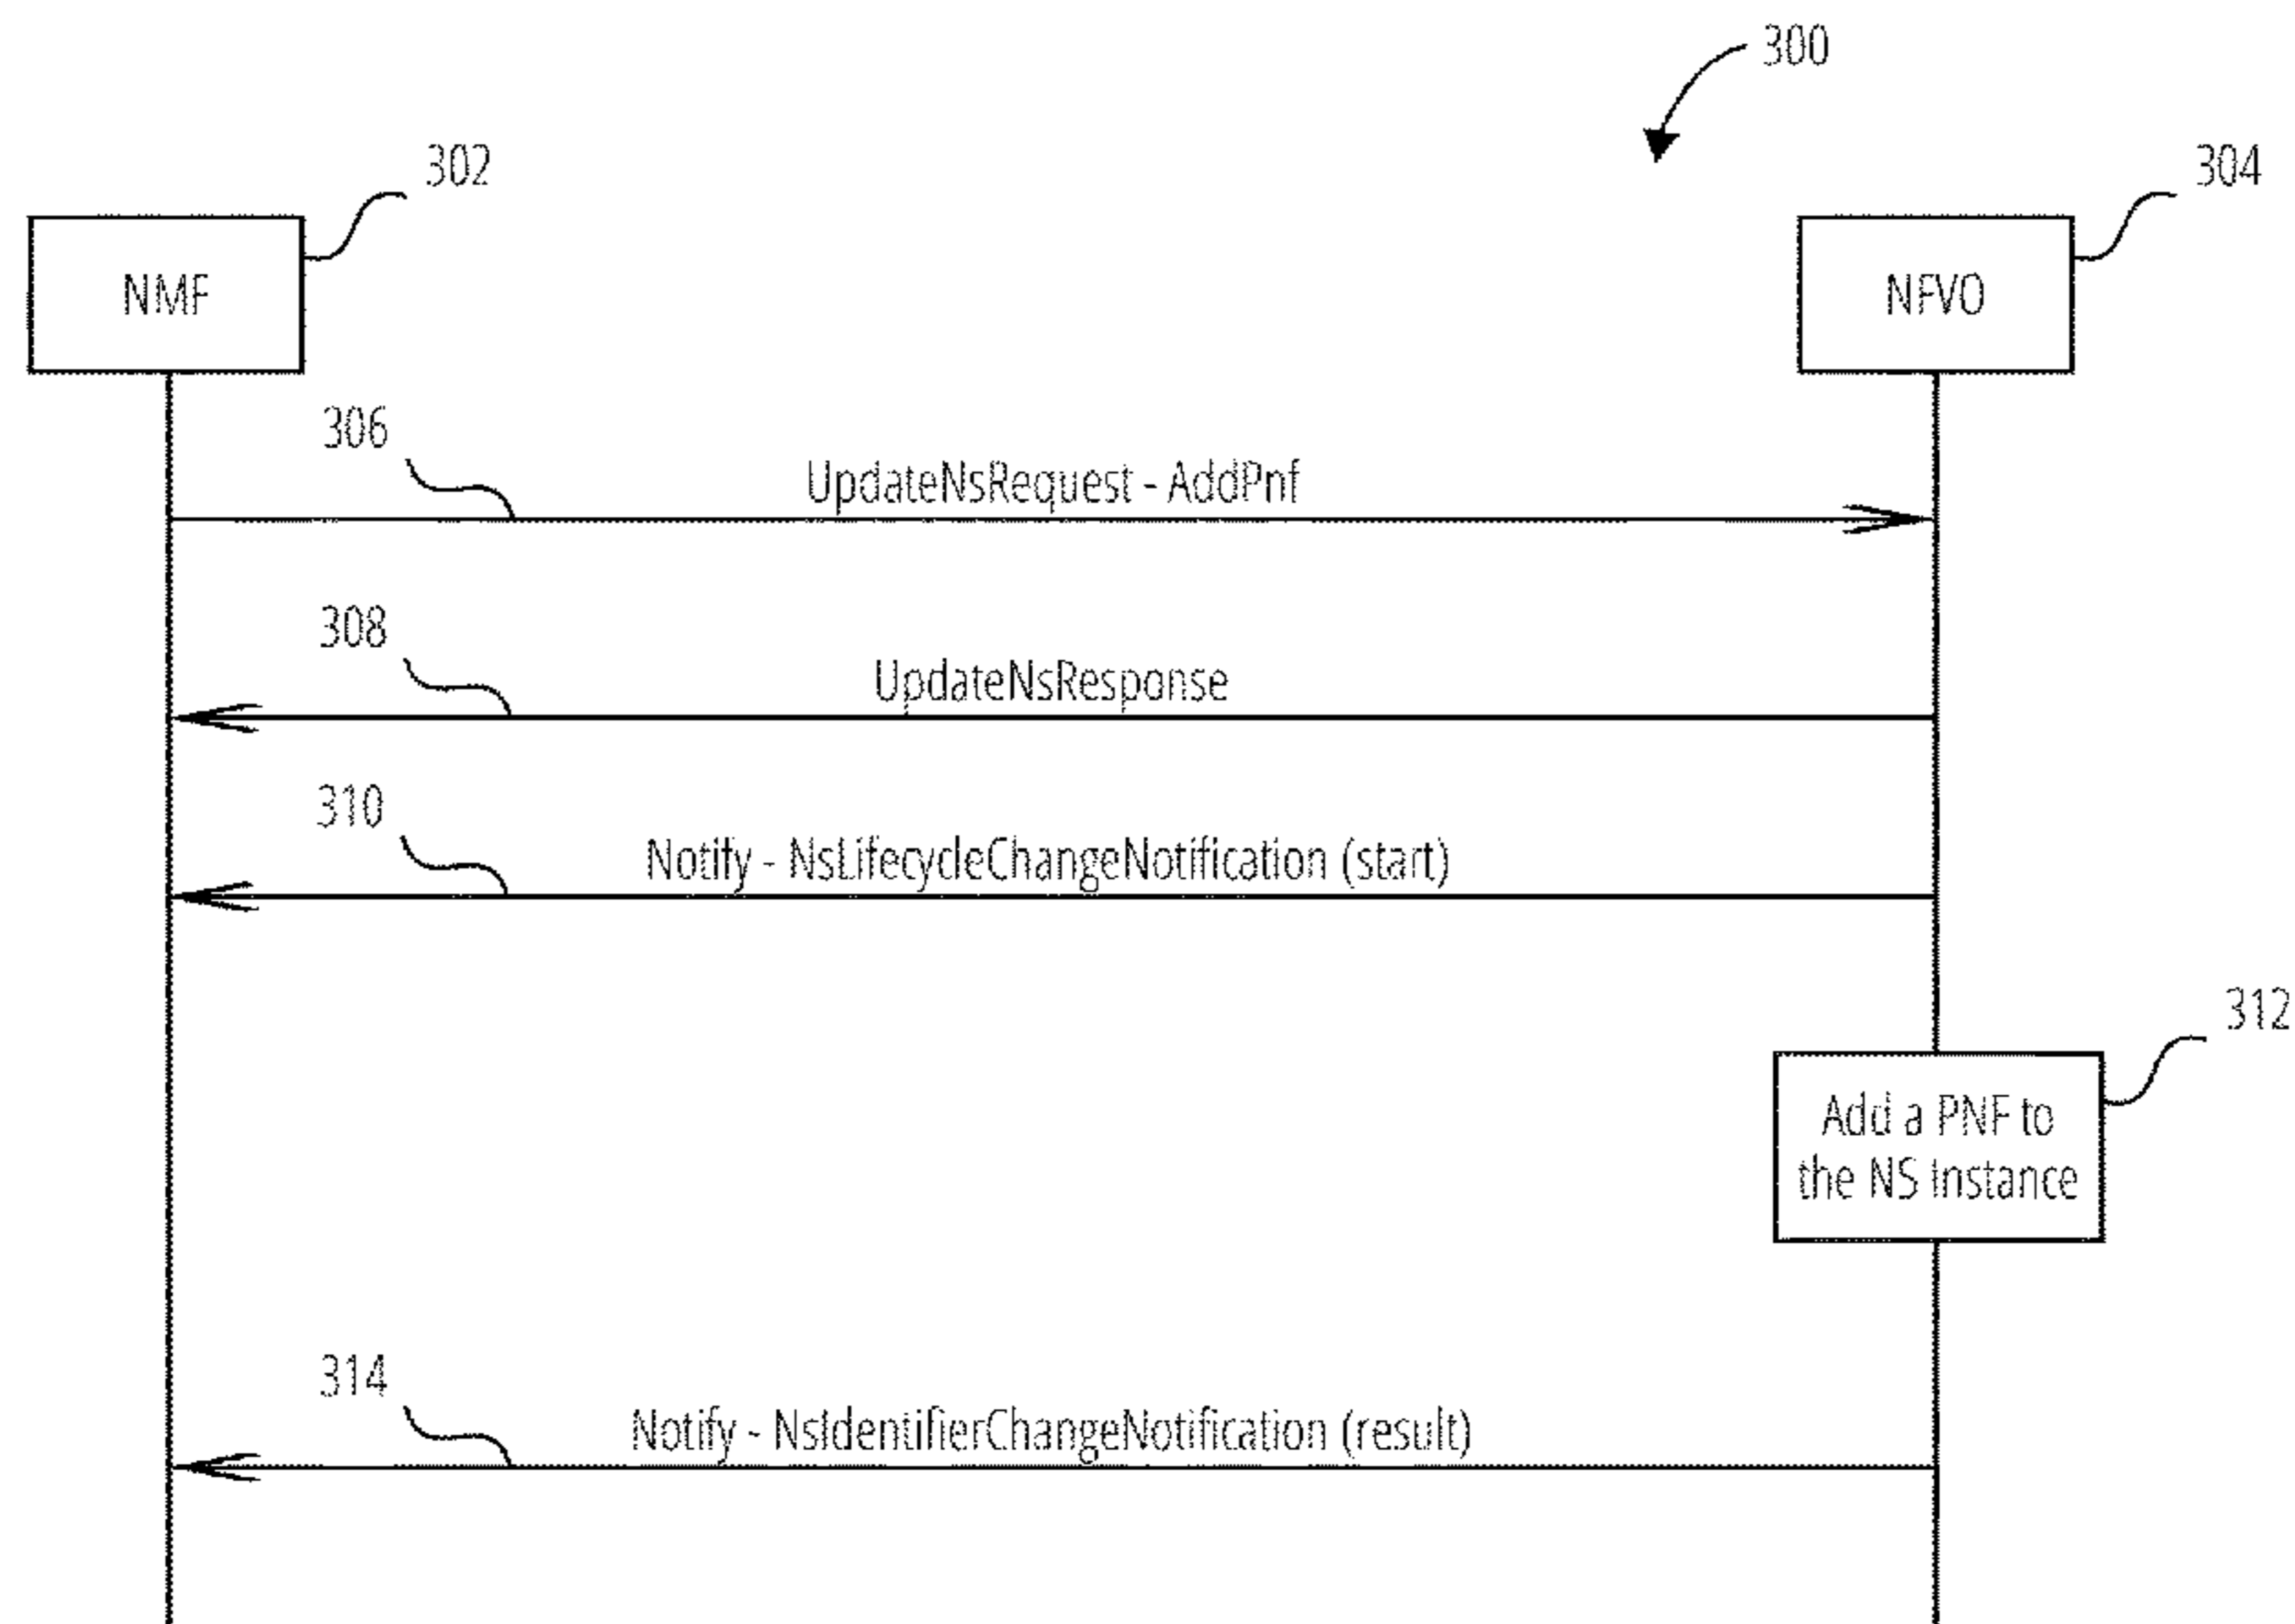 300
302
304
NMF
NFVO
306
UpdateNsRequest - AddPnf
308
UpdateNsResponse
310
Notify - NsLifecycleChangeNotification (start)
312
Add a PNF to
the NS instance
314
Notify - NsIdentifierChangeNotification (result)